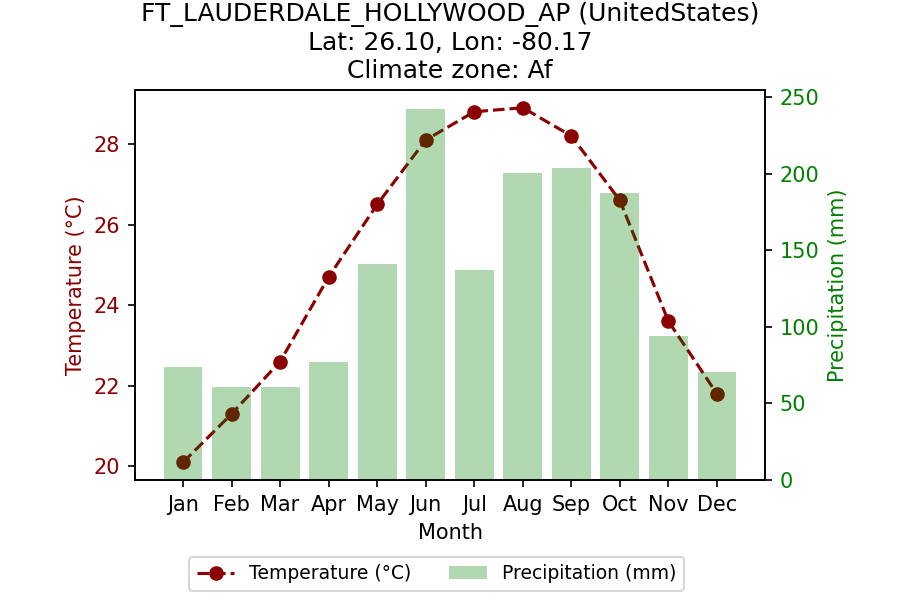 FT_LAUDERDALE_HOLLYWOOD_AP (UnitedStates)
Lat: 26.10, Lon: -80.17
Climate zone: Af
Temperature (°C)
28
26
24
22
20
250
200
150
100
50
0
Precipitation (mm)
Jan Feb Mar Apr May Jun Jul Aug Sep Oct Nov Dec
Month
Temperature (°C) Precipitation (mm)